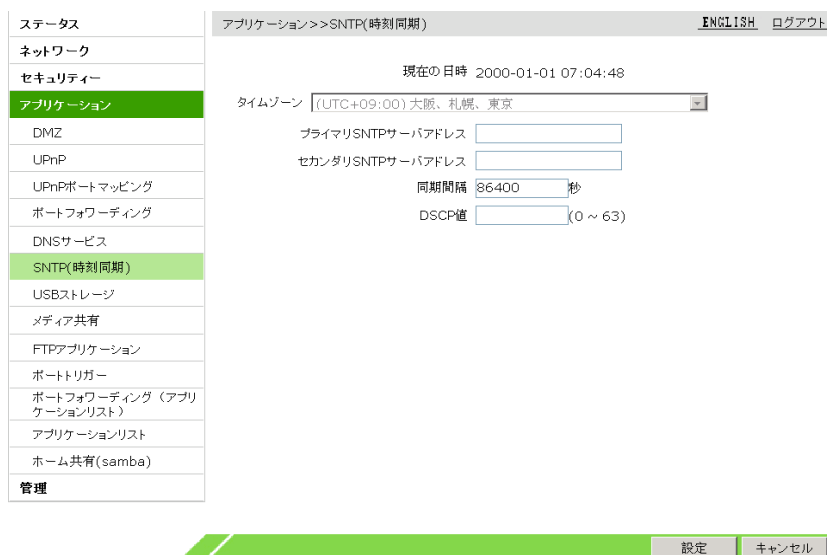 ステータス
アプリケーション>>SNTP(時刻同期)
ENGLISH ログアウト
ネットワーク
セキュリティー
アプリケーション
DMZ
UPnP
UPnPポートマッピング
ポートフォワーディング
DNSサービス
SNTP(時刻同期)
USBストレージ
メディア共有
FTPアプリケーション
ポートトリガー
ポートフォワーディング(アプリ
ケーションリスト)
アプリケーションリスト
ホーム共有(samba)
管理
現在の日時 2000-01-01 07:04:48
タイムゾーン (UTC+09:00) 大阪、札幌、東京
プライマリSNTPサーバアドレス
セカンダリSNTPサーバアドレス
同期間隔 86400 秒
DSCP値 (0 ~ 63)
設定 キャンセル